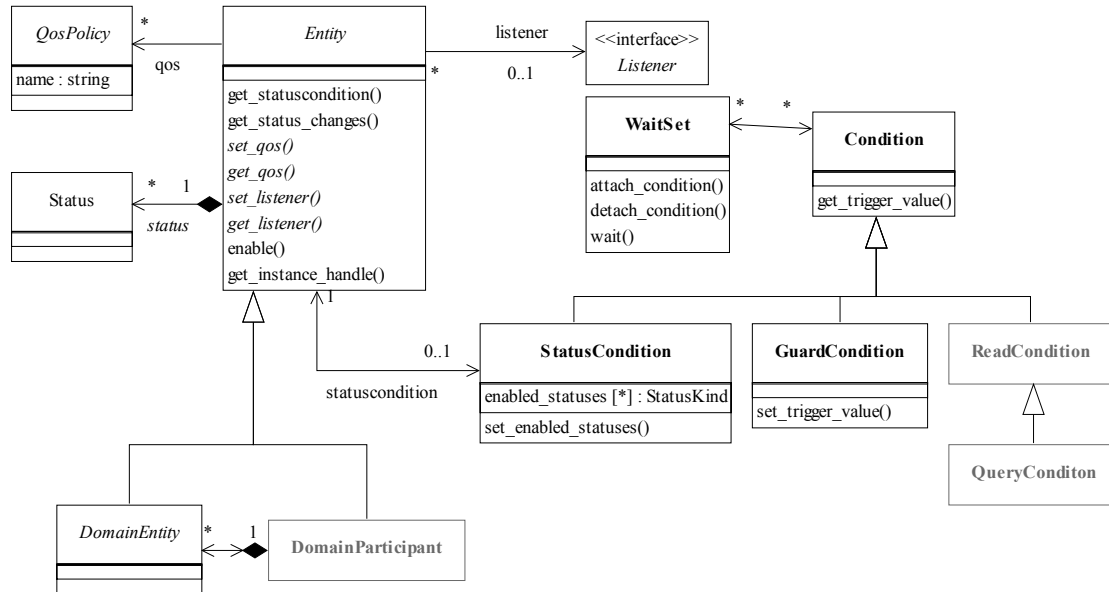 QosPolicy
name : string
*
qos
Entity
get_statuscondition()
get_status_changes()
set_qos()
get_qos()
set_listener()
get_listener()
enable()
get_instance_handle()
*
listener
0..1
<<interface>>
Listener
Status
*
1
status
WaitSet
attach_condition()
detach_condition()
wait()
*
*
Condition
get_trigger_value()
1
0..1
statuscondition
StatusCondition
enabled_statuses [*] : StatusKind
set_enabled_statuses()
GuardCondition
set_trigger_value()
ReadCondition
QueryConditon
DomainEntity
*
1
DomainParticipant